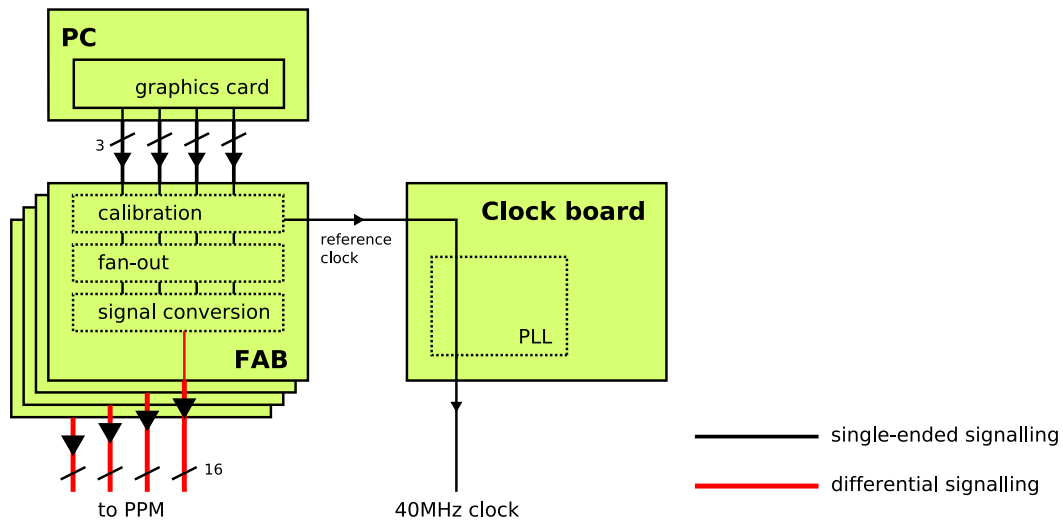 PC
graphics card
3
calibration
fan-out
signal conversion
FAB
reference
clock
Clock board
PLL
16
to PPM
40MHz clock
single-ended signalling
differential signalling